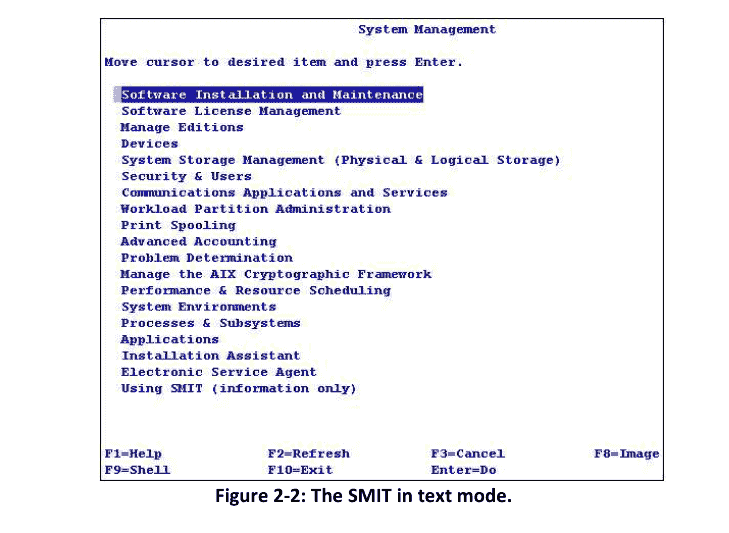 System Management
Move cursor to desired item and press Enter.
Software Installation and Maintenance
Software License Management
Manage Editions
Devices
System Storage Management (Physical & Logical Storage)
Security & Users
Communications Applications and Services
Workload Partition Administration
Print Spooling
Advanced Accounting
Problem Determination
Manage the AIX Cryptographic Framework
Performance & Resource Scheduling
System Environments
Processes & Subsystems
Applications
Installation Assistant
Electronic Service Agent
Using SMIT (information only)
F1=Help F2=Refresh F3=Cancel F8=Image
F9=Shell F10=Exit Enter=Do
Figure 2-2: The SMIT in text mode.